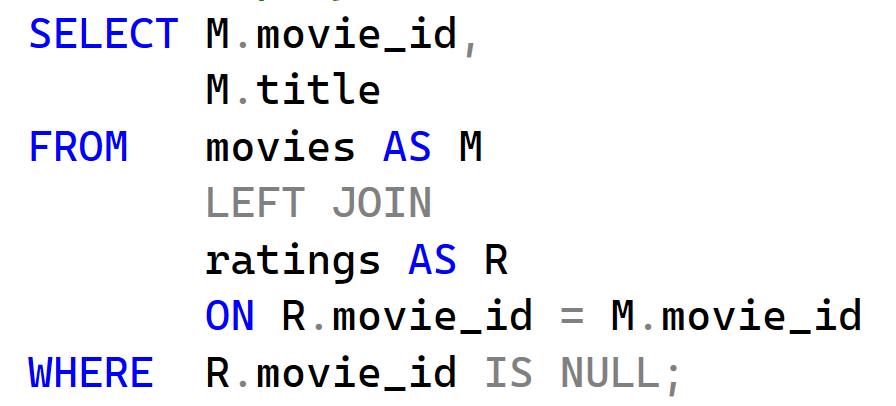 SELECT M.movie_id,
       M.title
FROM   movies AS M
       LEFT JOIN
       ratings AS R
       ON R.movie_id = M.movie_id
WHERE  R.movie_id IS NULL;